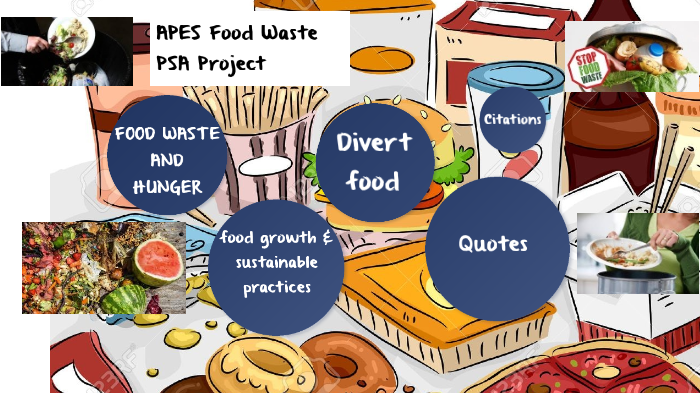 APES Food Waste
PSA Project
STOP
FOOD
WASTE
Citations
FOOD WASTE
AND
HUNGER
Divert
food
food growth &
sustainable
practices
Quotes